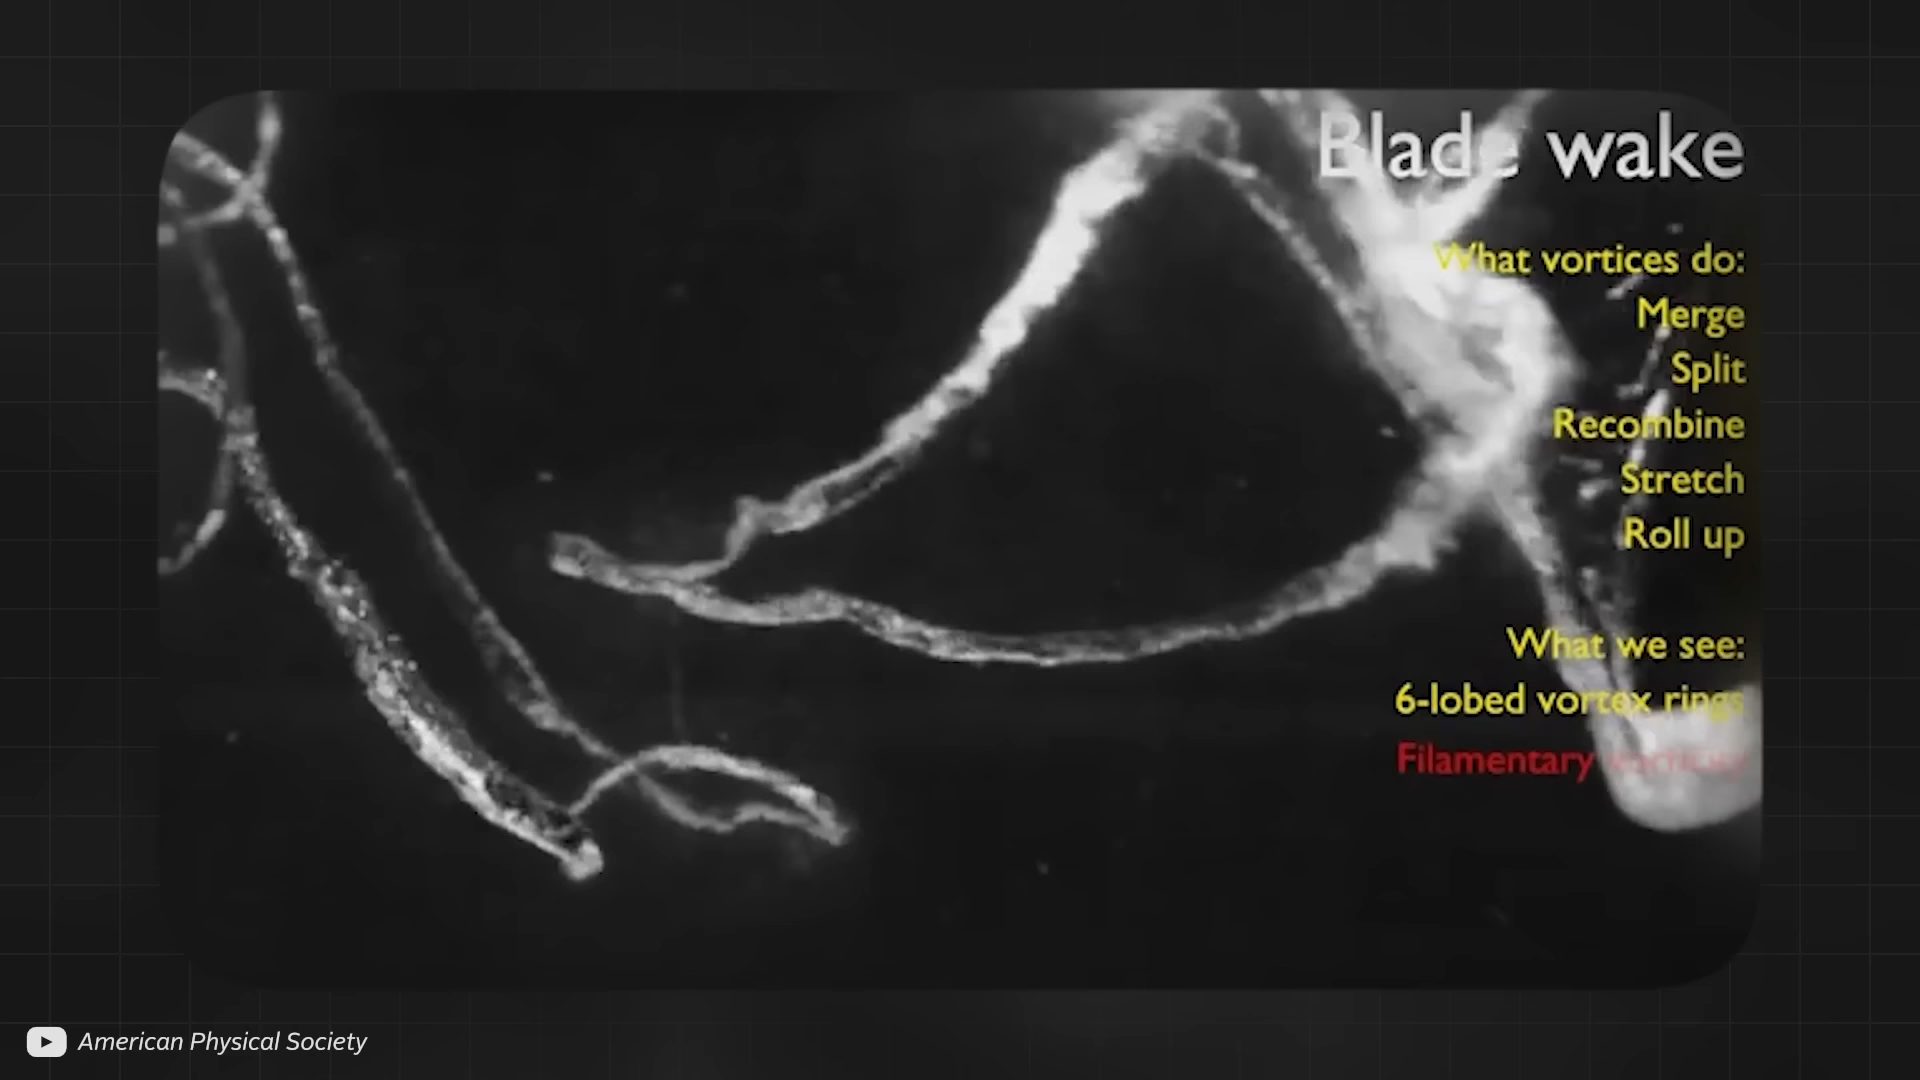 Blade wake
What vortices do:
Merge
Split
Recombine
Stretch
Roll up
What we see:
6-lobed vortex rings
Filamentary
American Physical Society